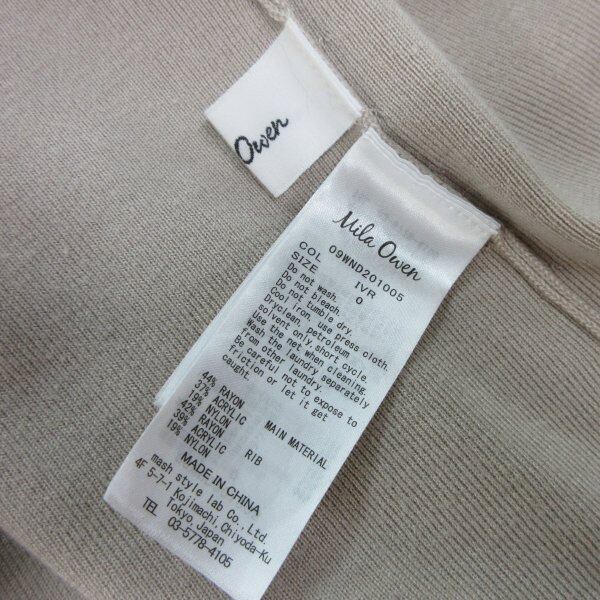 Owen
Mila Owen
09WND201005
COL IVR
SIZE 0
Do not wash.
Do not bleach.
Do not tumble dry.
Cool iron, use press cloth.
Dryclean, petroleum
solvent only, short cycle.
Use the net when cleaning.
Wash the laundry separately
from other laundry.
Be careful not to expose to
friction or let it get
caught.
44% RAYON
37% ACRYLIC MAIN MATERIAL
19% NYLON
42% RAYON
39% ACRYLIC RIB
19% NYLON
MADE IN CHINA
mash style lab Co., Ltd.
4F 5-7-1 Kojimachi, Chiyoda-Ku
Tokyo, Japan
TEL 03-5778-4105